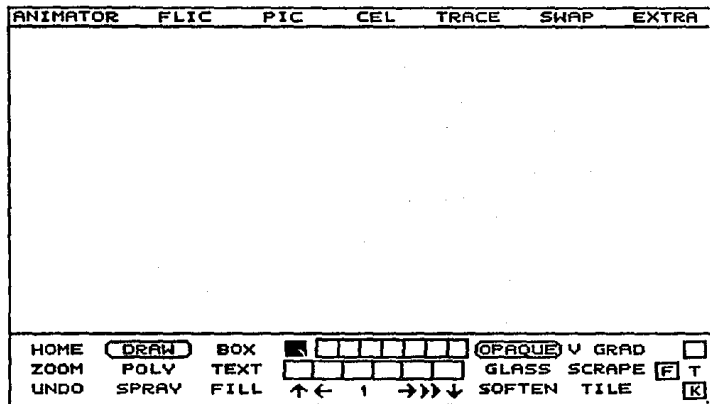 ANIMATOR FLIC PIC CEL TRACE SWAP EXTRA
HOME DRAW BOX OPAQUE V GRAD
ZOOM POLY TEXT GLASS SCRAPE F T
UNDO SPRAY FILL ↑ ← 1 →》↓ SOFTEN TILE K